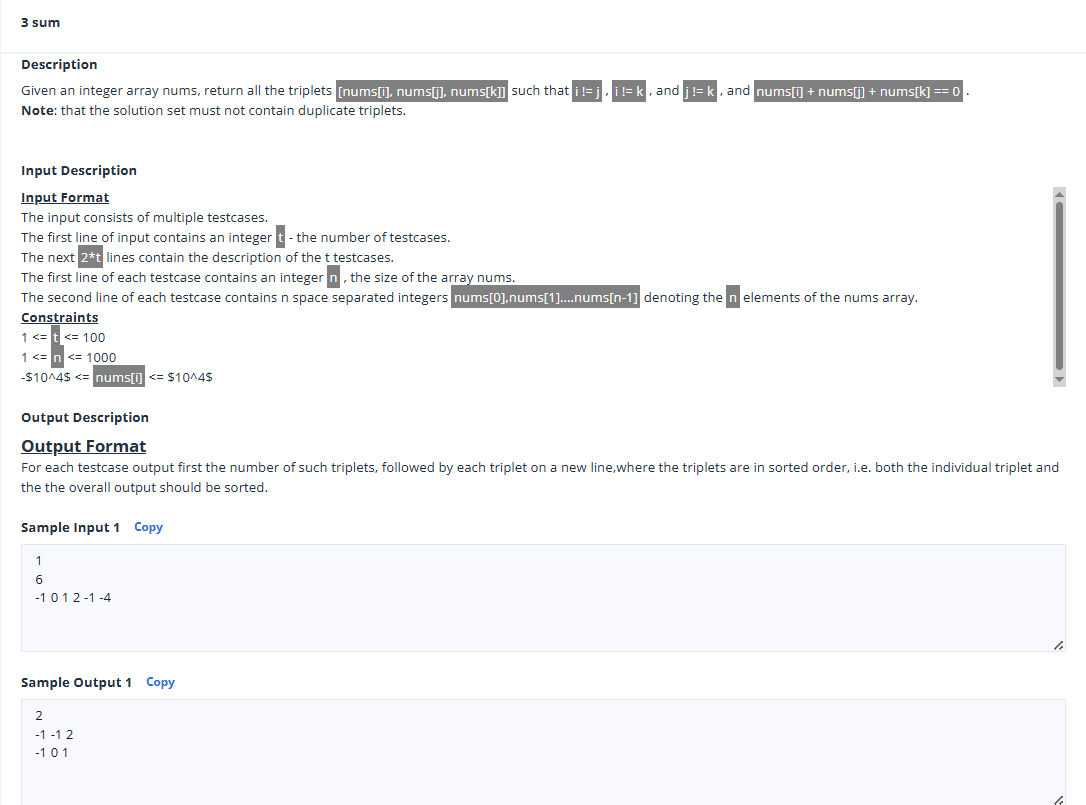 3 sum
Description
Given an integer array nums, return all the triplets [nums[i], nums[j], nums[k]] such that i != j , i != k , and j != k , and nums[i] + nums[j] + nums[k] == 0 .
Note: that the solution set must not contain duplicate triplets.
Input Description
Input Format
The input consists of multiple testcases.
The first line of input contains an integer t - the number of testcases.
The next 2*t lines contain the description of the t testcases.
The first line of each testcase contains an integer n , the size of the array nums.
The second line of each testcase contains n space separated integers nums[0],nums[1]....nums[n-1] denoting the n elements of the nums array.
Constraints
1 <= t <= 100
1 <= n <= 1000
-$10^4$ <= nums[i] <= $10^4$
Output Description
Output Format
For each testcase output first the number of such triplets, followed by each triplet on a new line,where the triplets are in sorted order, i.e. both the individual triplet and
the the overall output should be sorted.
Sample Input 1 Copy
1
6
-1 0 1 2 -1 -4
Sample Output 1 Copy
2
-1 -1 2
-1 0 1